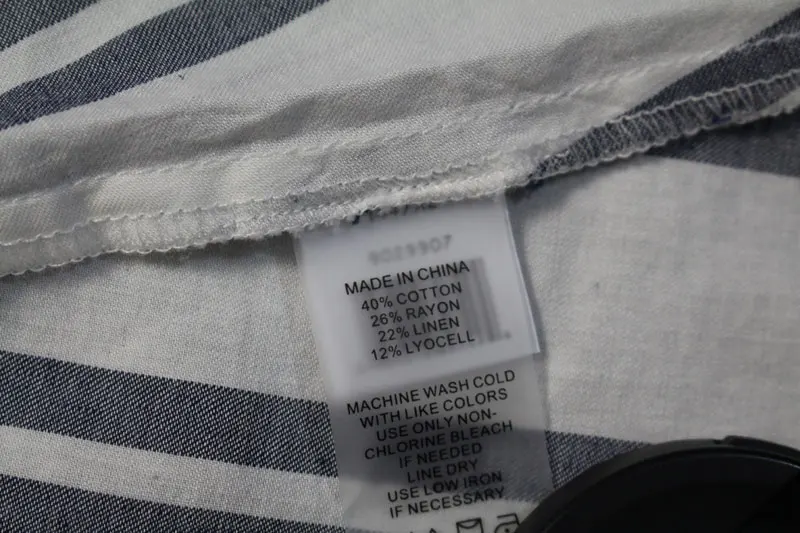 9029907
MADE IN CHINA
40% COTTON
26% RAYON
22% LINEN
12% LYOCELL
MACHINE WASH COLD
WITH LIKE COLORS
USE ONLY NON-
CHLORINE BLEACH
IF NEEDED
LINE DRY
USE LOW IRON
IF NECESSARY